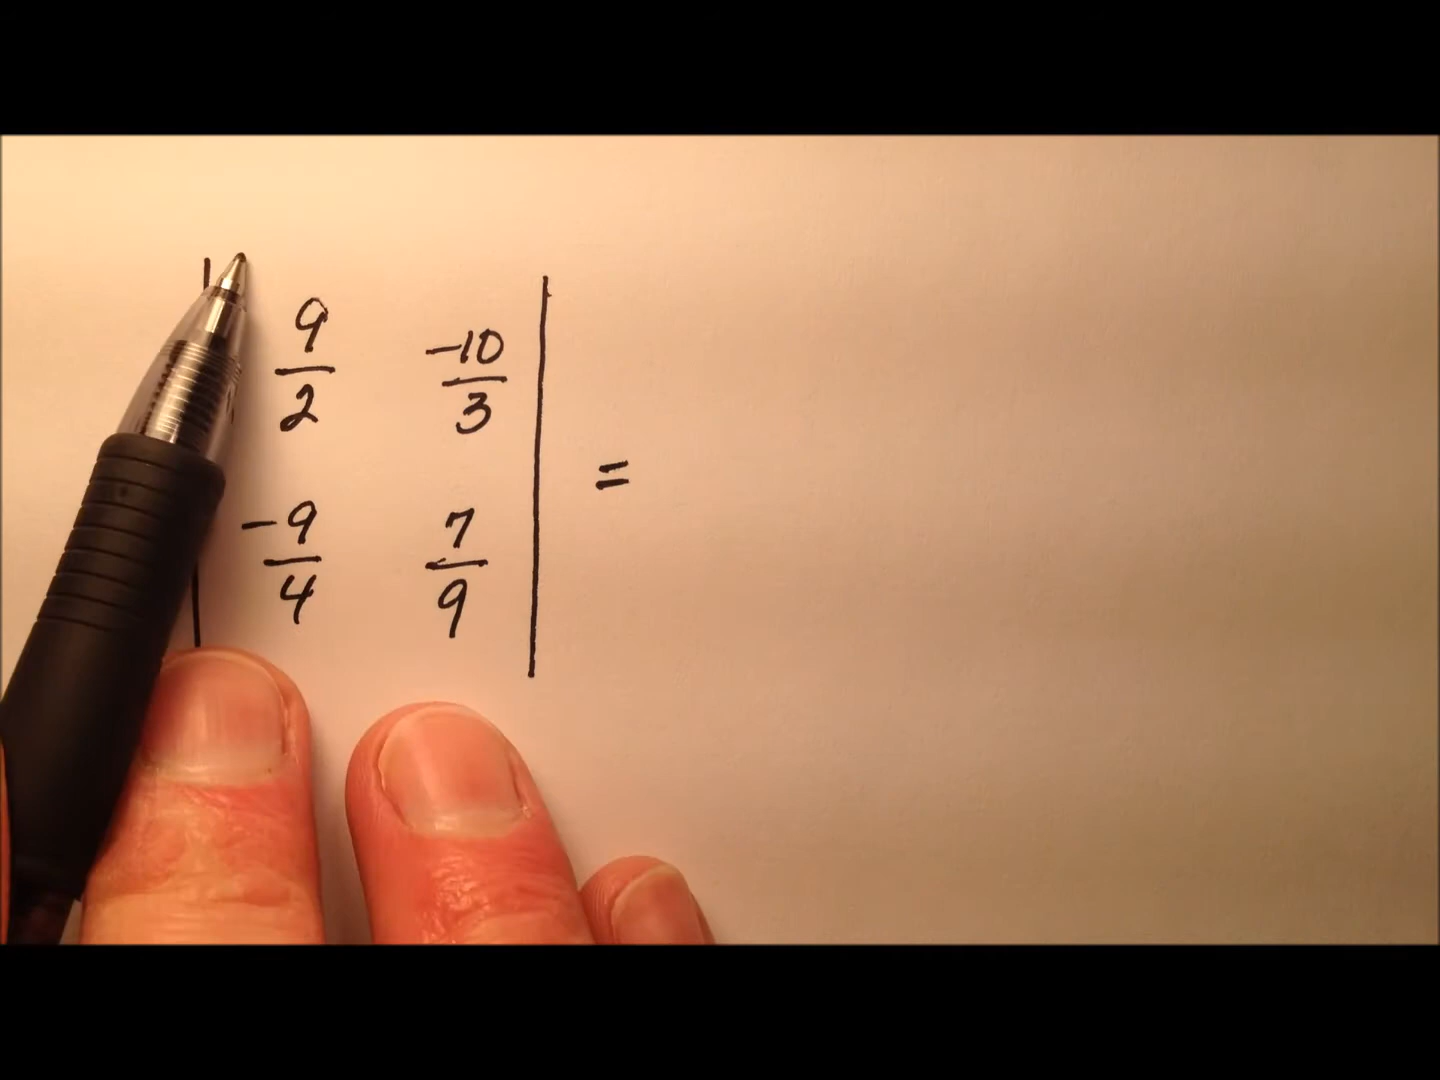 | 9/2 -10/3 |
| -9/4 7/9 | =